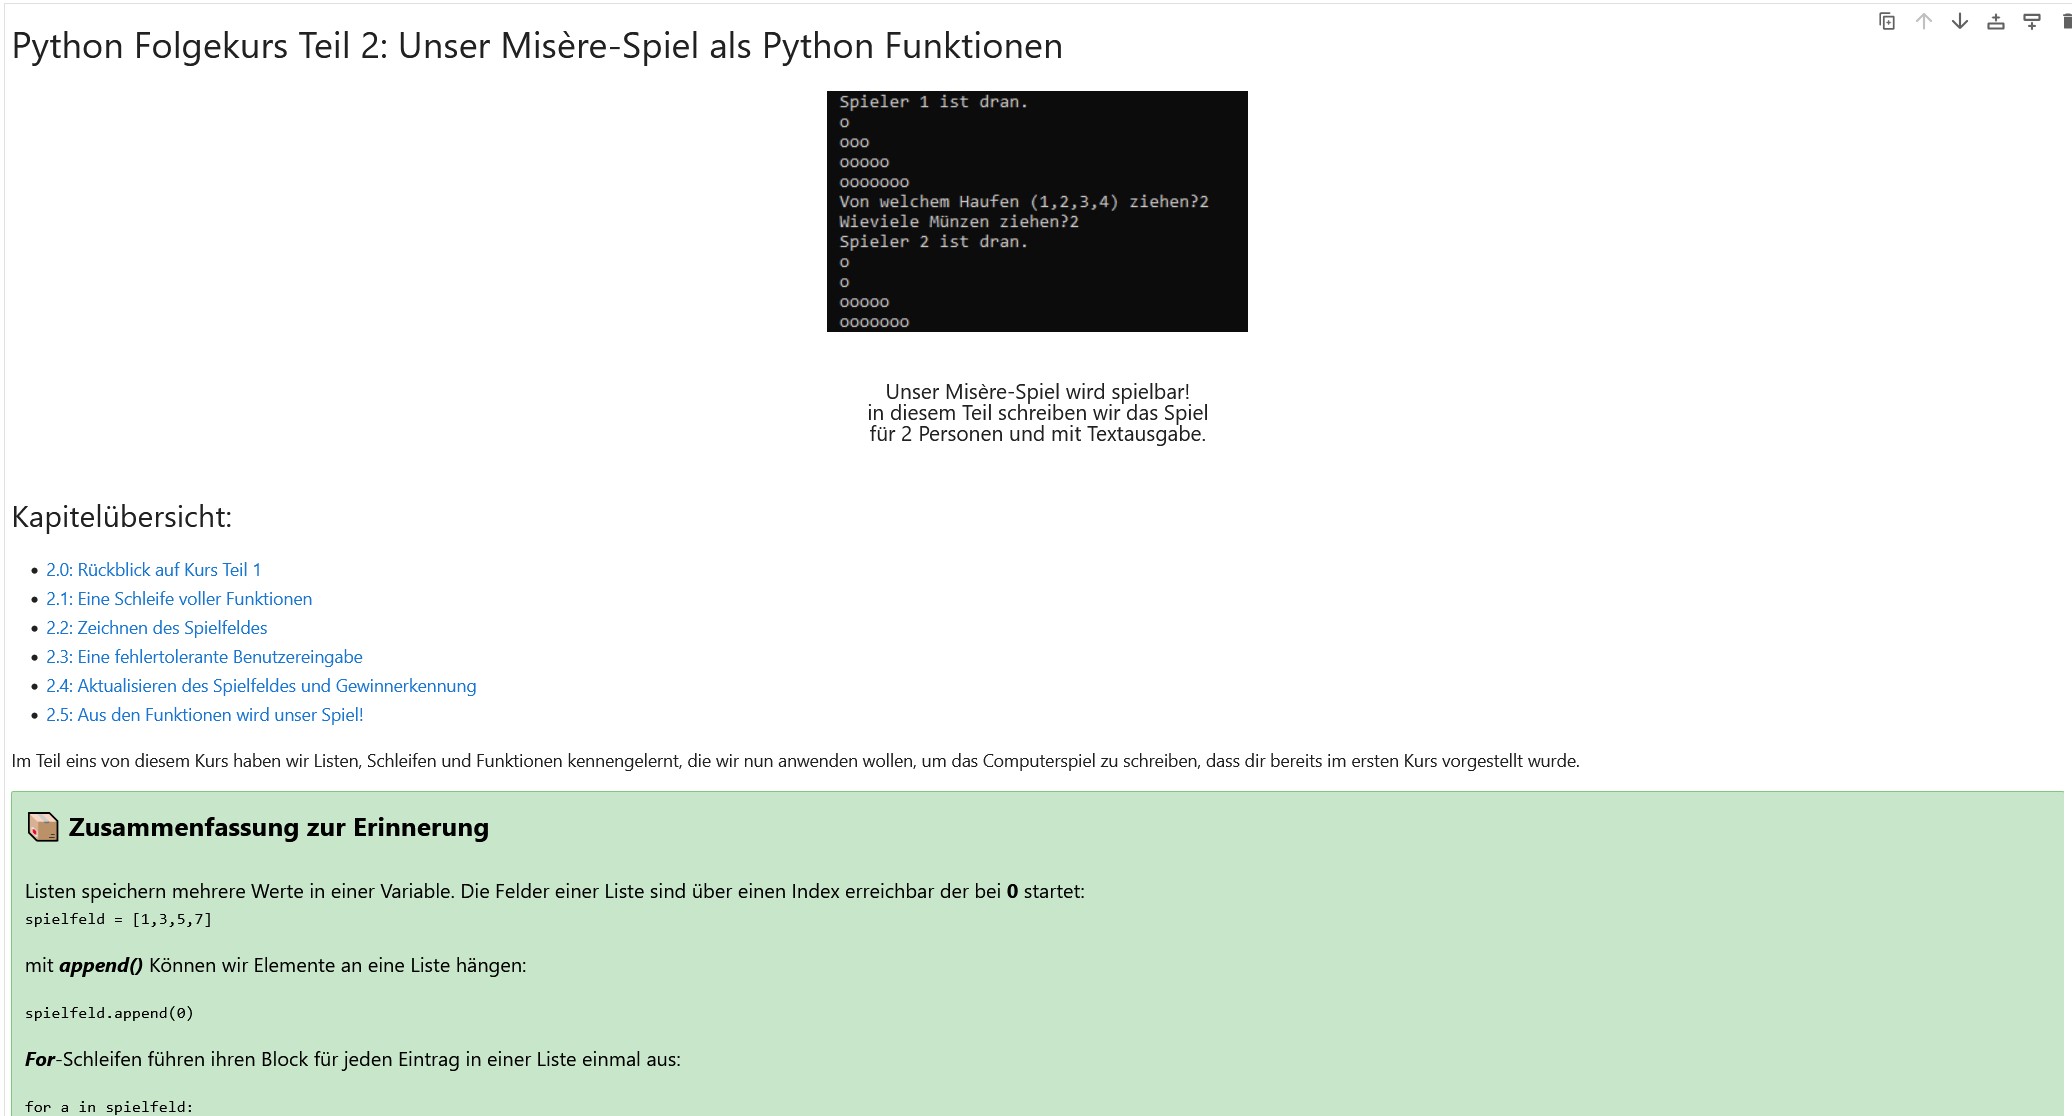 Python Folgekurs Teil 2: Unser Misère-Spiel als Python Funktionen
Spieler 1 ist dran.
o
ooo
ooooo
ooooooo
Von welchem Haufen (1,2,3,4) ziehen?2
Wieviele Münzen ziehen?2
Spieler 2 ist dran.
o
o
ooooo
ooooooo
Unser Misère-Spiel wird spielbar!
in diesem Teil schreiben wir das Spiel
für 2 Personen und mit Textausgabe.
Kapitelübersicht:
2.0: Rückblick auf Kurs Teil 1
2.1: Eine Schleife voller Funktionen
2.2: Zeichnen des Spielfeldes
2.3: Eine fehlertolerante Benutzereingabe
2.4: Aktualisieren des Spielfeldes und Gewinnerkennung
2.5: Aus den Funktionen wird unser Spiel!
Im Teil eins von diesem Kurs haben wir Listen, Schleifen und Funktionen kennengelernt, die wir nun anwenden wollen, um das Computerspiel zu schreiben, dass dir bereits im ersten Kurs vorgestellt wurde.
Zusammenfassung zur Erinnerung
Listen speichern mehrere Werte in einer Variable. Die Felder einer Liste sind über einen Index erreichbar der bei 0 startet:
spielfeld = [1,3,5,7]
mit append() Können wir Elemente an eine Liste hängen:
spielfeld.append(0)
For-Schleifen führen ihren Block für jeden Eintrag in einer Liste einmal aus:
for a in spielfeld: